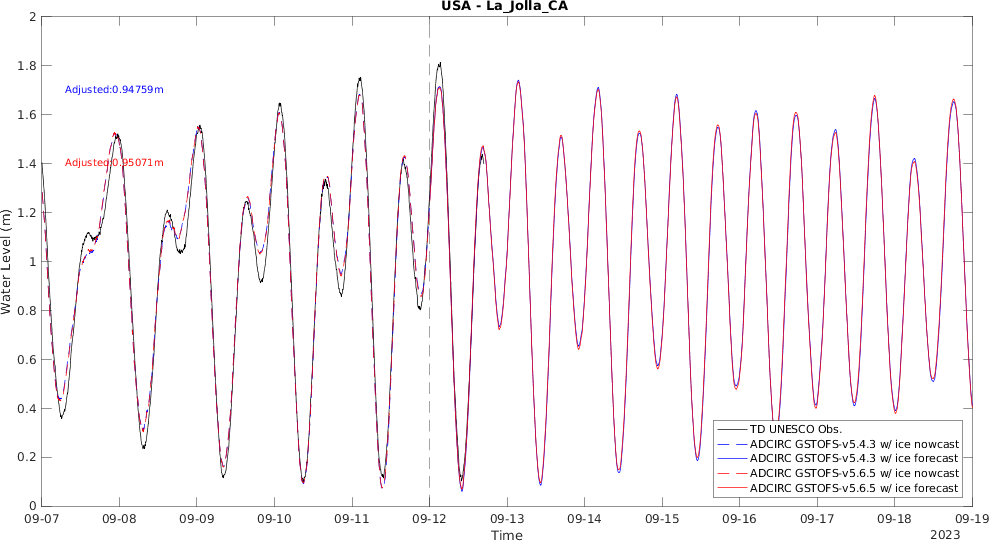 USA - La_Jolla_CA
2
1.8
1.6
1.4
1.2
1
0.8
0.6
0.4
0.2
0
Water Level (m)
Adjusted:0.94759m
Adjusted:0.95071m
TD UNESCO Obs.
ADCIRC GSTOFS-v5.4.3 w/ ice nowcast
ADCIRC GSTOFS-v5.4.3 w/ ice forecast
ADCIRC GSTOFS-v5.6.5 w/ ice nowcast
ADCIRC GSTOFS-v5.6.5 w/ ice forecast
09-07 09-08 09-09 09-10 09-11 09-12 09-13 09-14 09-15 09-16 09-17 09-18 09-19
Time
2023